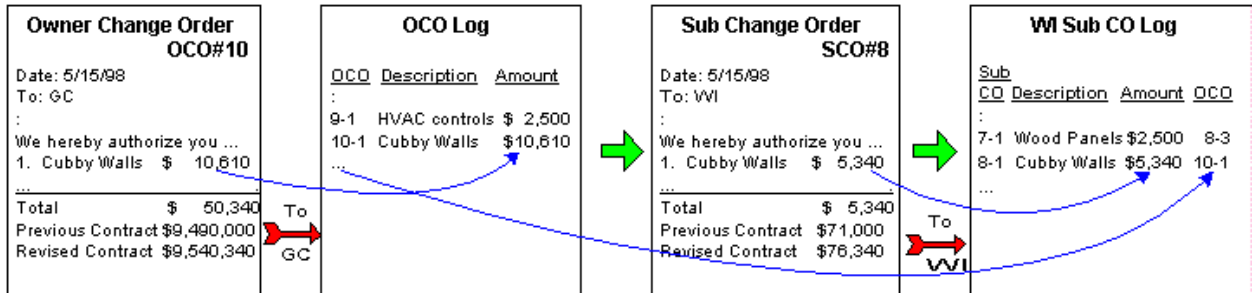 Owner Change Order
OCO#10
Date: 5/15/98
To: GC
:
We hereby authorize you ...
1. Cubby Walls $ 10,610
...
Total $ 50,340
Previous Contract $9,490,000
Revised Contract $9,540,340
To
GC
OCO Log
OCO Description Amount
:
9-1 HVAC controls $ 2,500
10-1 Cubby Walls $10,610
...
Sub Change Order
SCO#8
Date: 5/15/98
To: WI
:
We hereby authorize you ...
1. Cubby Walls $ 5,340
...
Total $ 5,340
Previous Contract $71,000
Revised Contract $76,340
To
WI
WI Sub CO Log
Sub
CO Description Amount OCO
:
7-1 Wood Panels $2,500 8-3
8-1 Cubby Walls $5,340 10-1
...